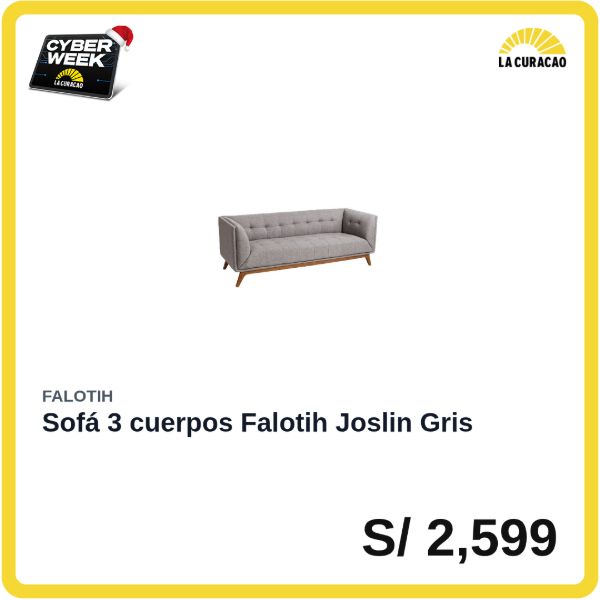 CYBER
WEEK
LA CURACAO
LA CURACAO
FALOTIH
Sofá 3 cuerpos Falotih Joslin Gris
S/ 2,599